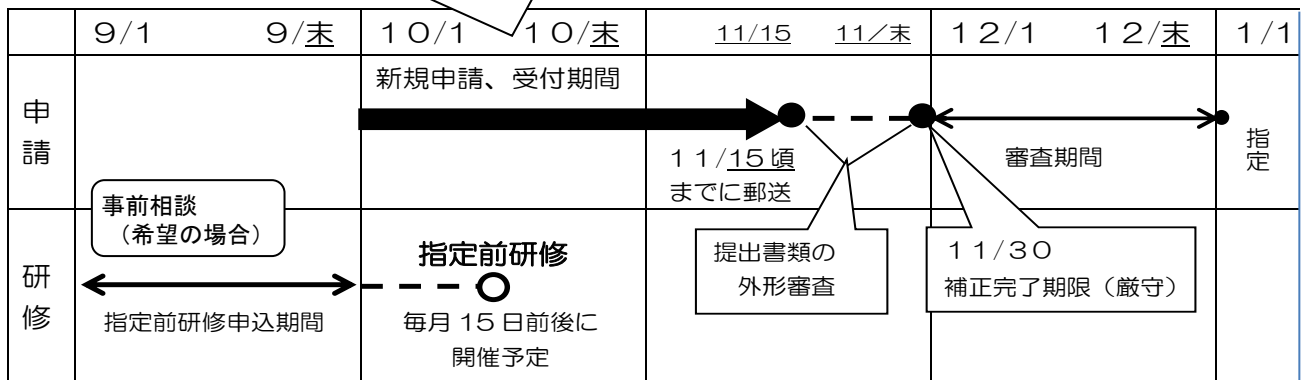 9/1 9/末 10/1 10/末 11/15 11/末 12/1 12/末 1/1
申請
新規申請、受付期間
11/15頃
までに郵送
審査期間
指定
事前相談
(希望の場合)
研修
指定前研修申込期間
指定前研修
毎月15日前後に
開催予定
提出書類の
外形審査
11/30
補正完了期限(厳守)